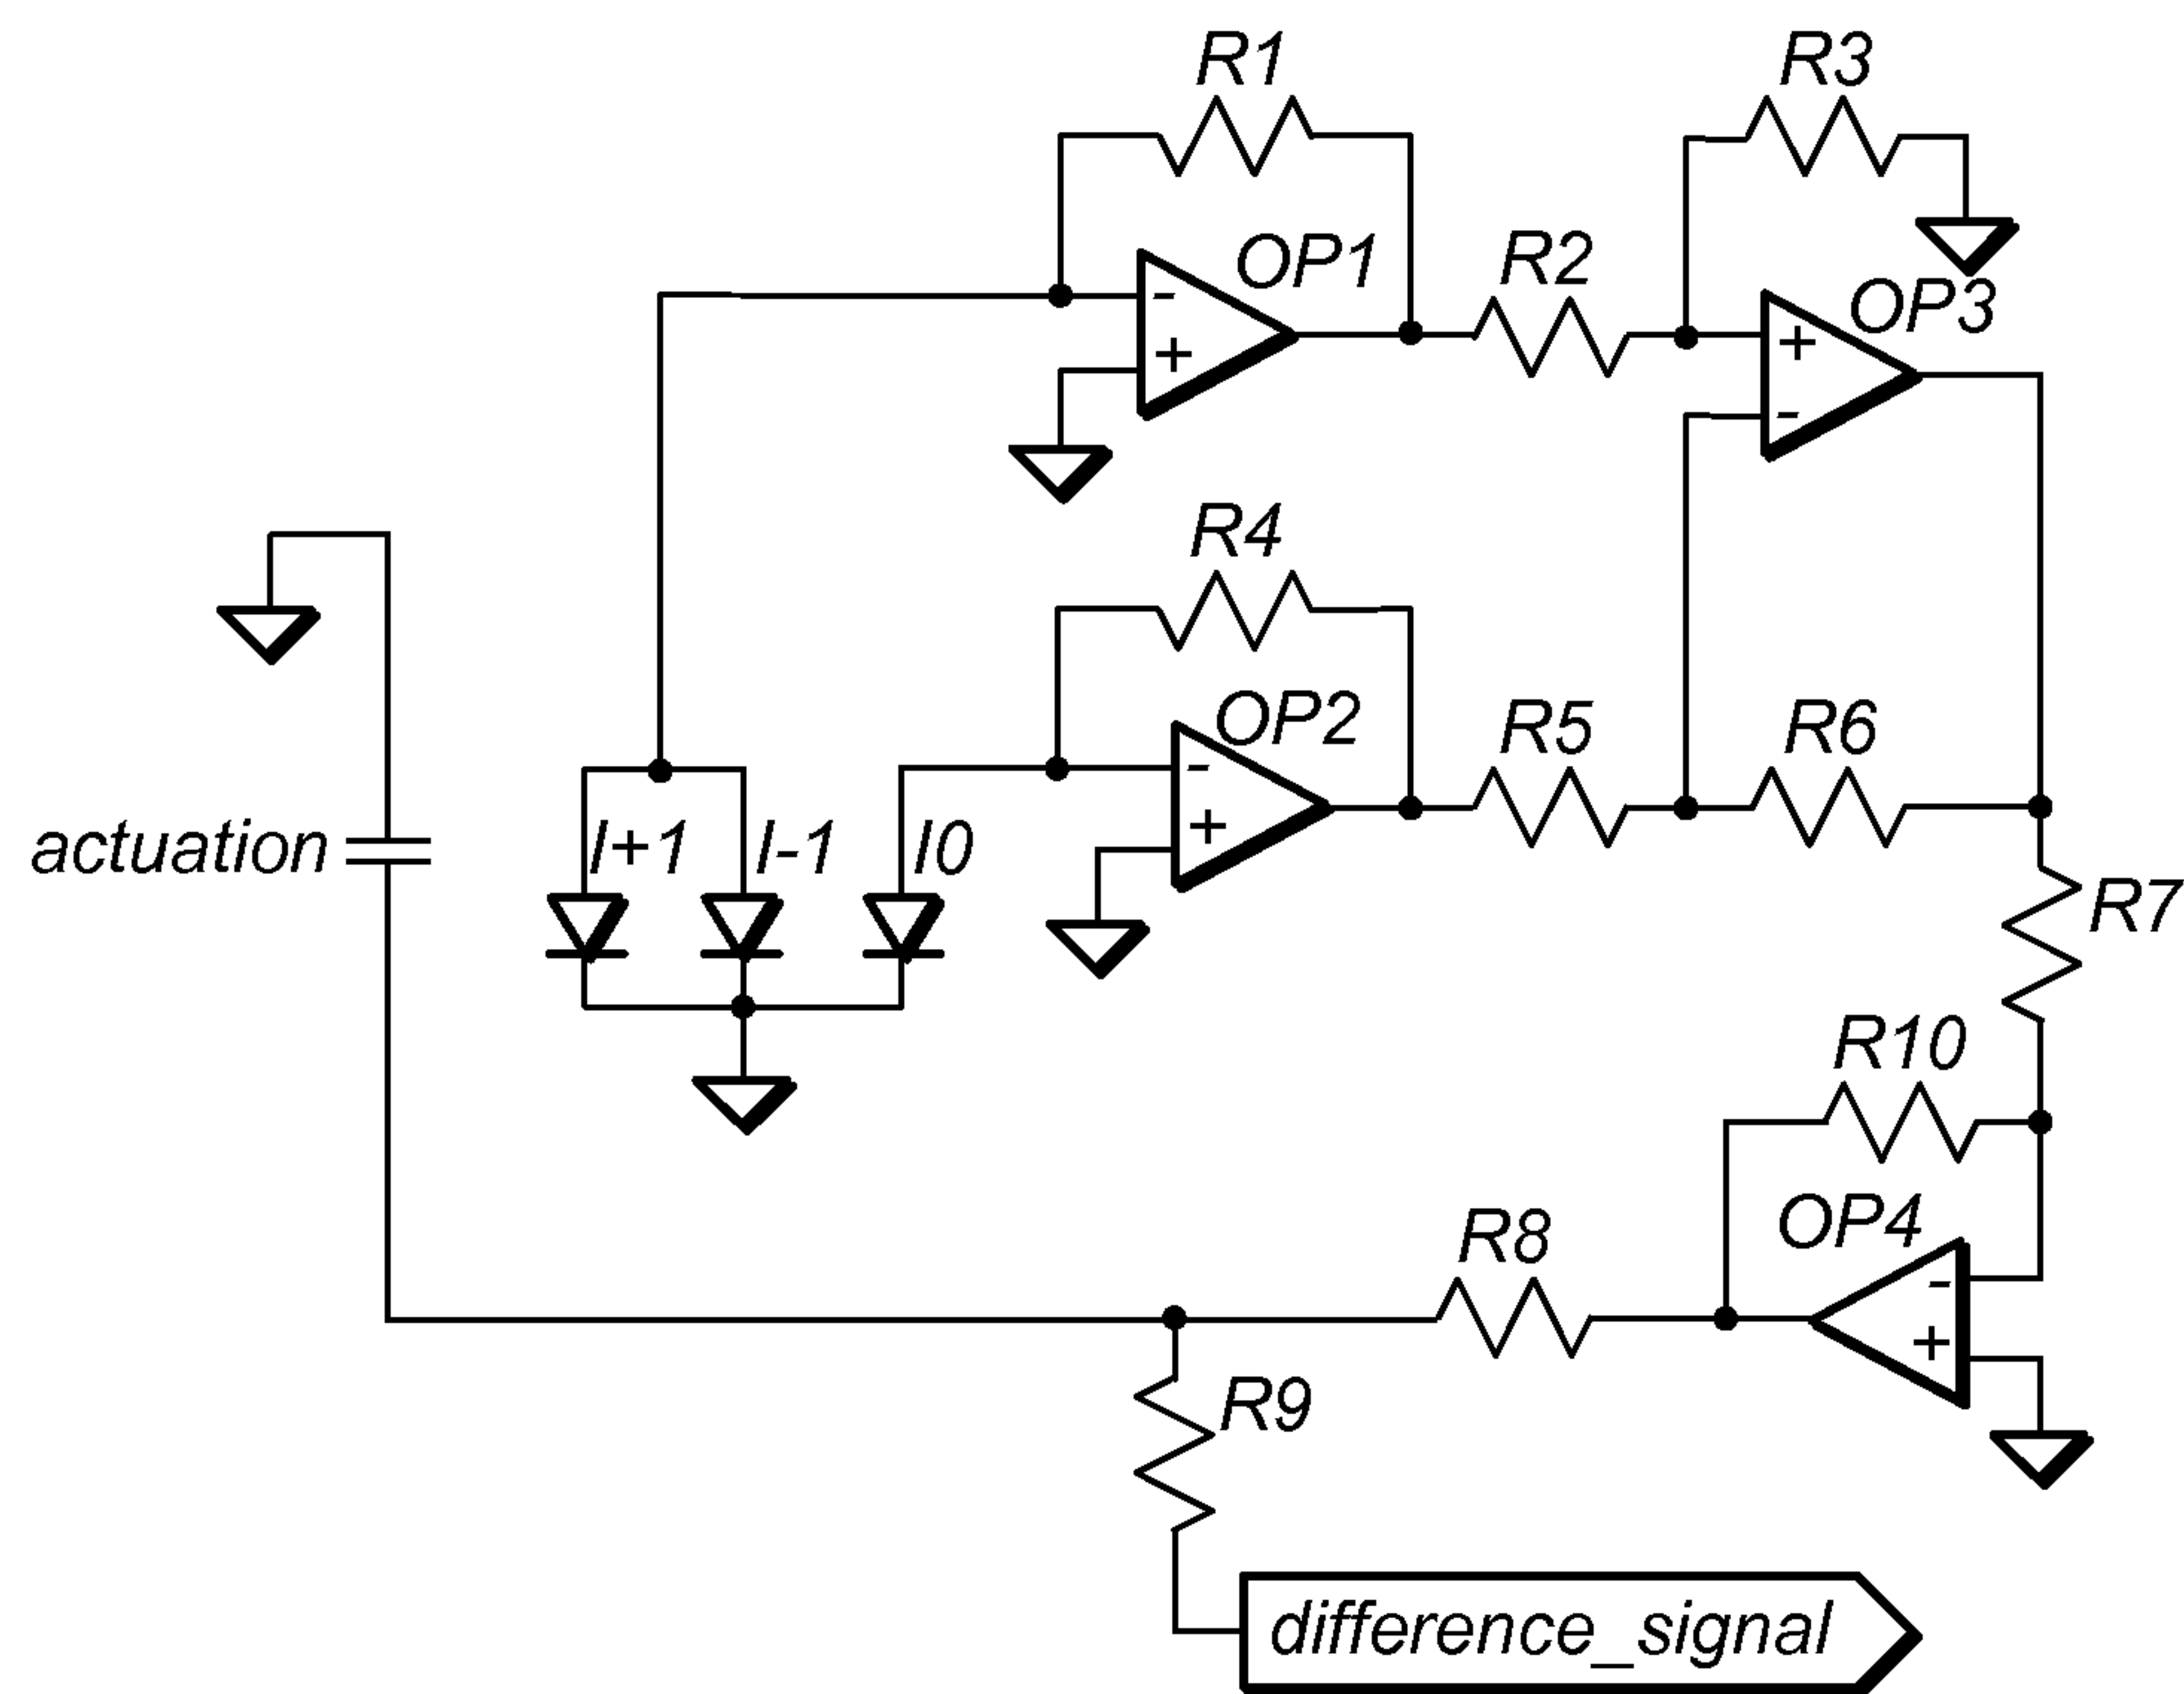 R1
R3
OP1
R2
OP3
-
+
+
-
R4
OP2
R5
R6
actuation
I+1
I-1
I0
-
+
R7
R10
OP4
R8
-
+
R9
difference_signal